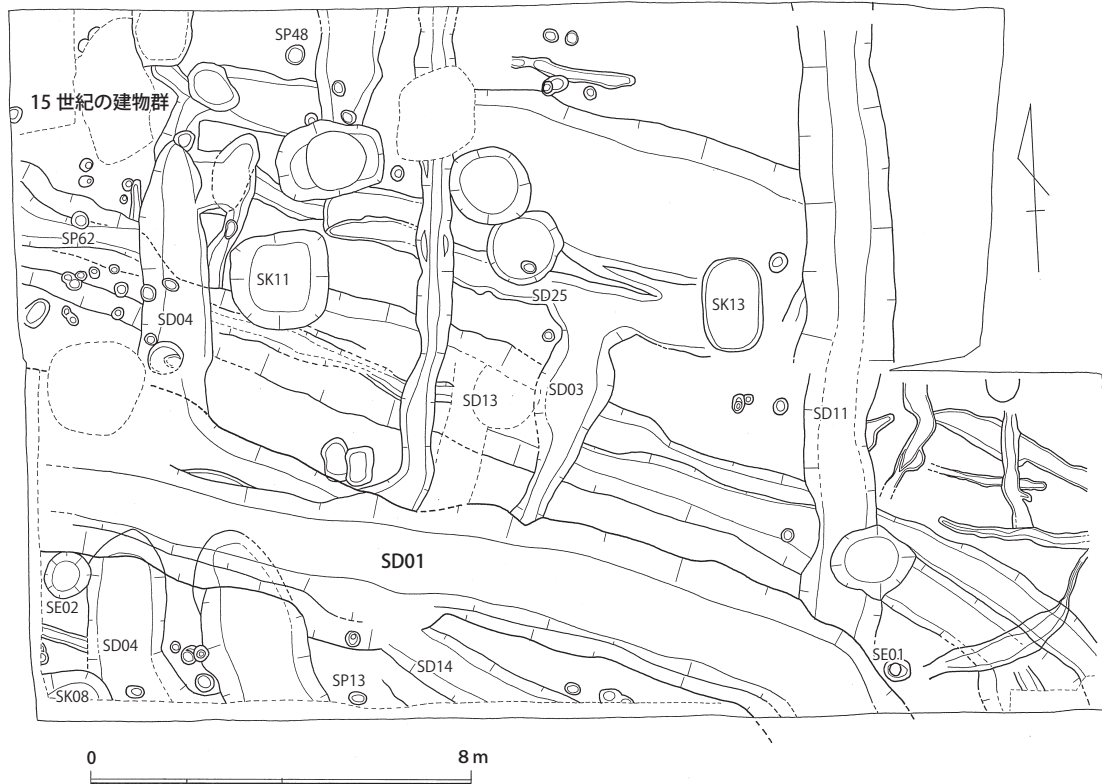 SP48
15 世紀の建物群
SP62
SK11
SD25
SK13
SD04
SD13
SD03
SD11
SD01
SE02
SD04
SD14
SE01
SP13
SK08
0
8 m